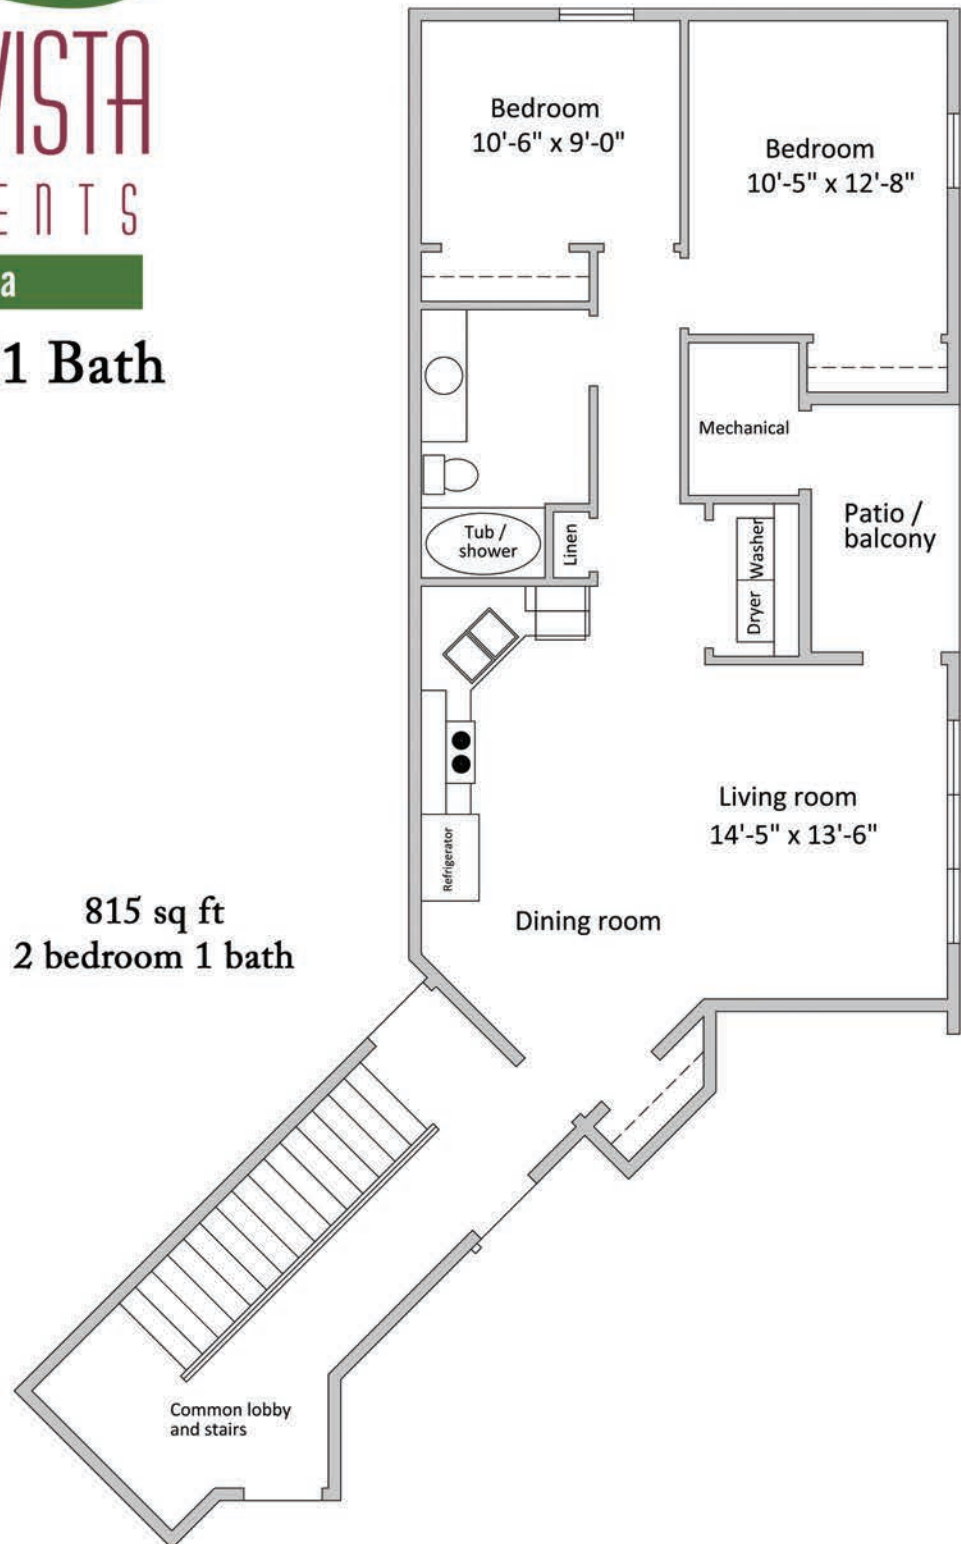 VISTA
ENTS
a
1 Bath
Bedroom
10'-6" x 9'-0"
Bedroom
10'-5" x 12'-8"
Mechanical
Patio /
balcony
Tub /
shower
Linen
Washer
Dryer
Living room
14'-5" x 13'-6"
Refrigerator
Dining room
815 sq ft
2 bedroom 1 bath
Common lobby
and stairs